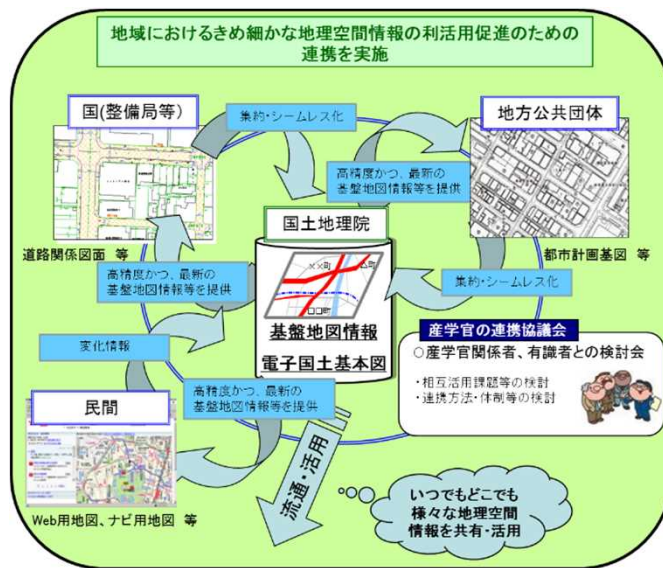 地域におけるきめ細かな地理空間情報の利活用促進のための
連携を実施
国(整備局等)
集約・シームレス化
地方公共団体
高精度かつ、最新の
基盤地図情報等を提供
国土地理院
道路関係図面 等
都市計画基図 等
高精度かつ、最新の
基盤地図情報等を提供
××町
△町
□□町
集約・シームレス化
基盤地図情報
電子国土基本図
変化情報
産学官の連携協議会
○産学官関係者、有識者との検討会
・相互活用課題等の検討
・連携方法・体制等の検討
高精度かつ、最新の
基盤地図情報等を提供
民間
流通・活用
いつでもどこでも
様々な地理空間
情報を共有・活用
Web用地図、ナビ用地図 等